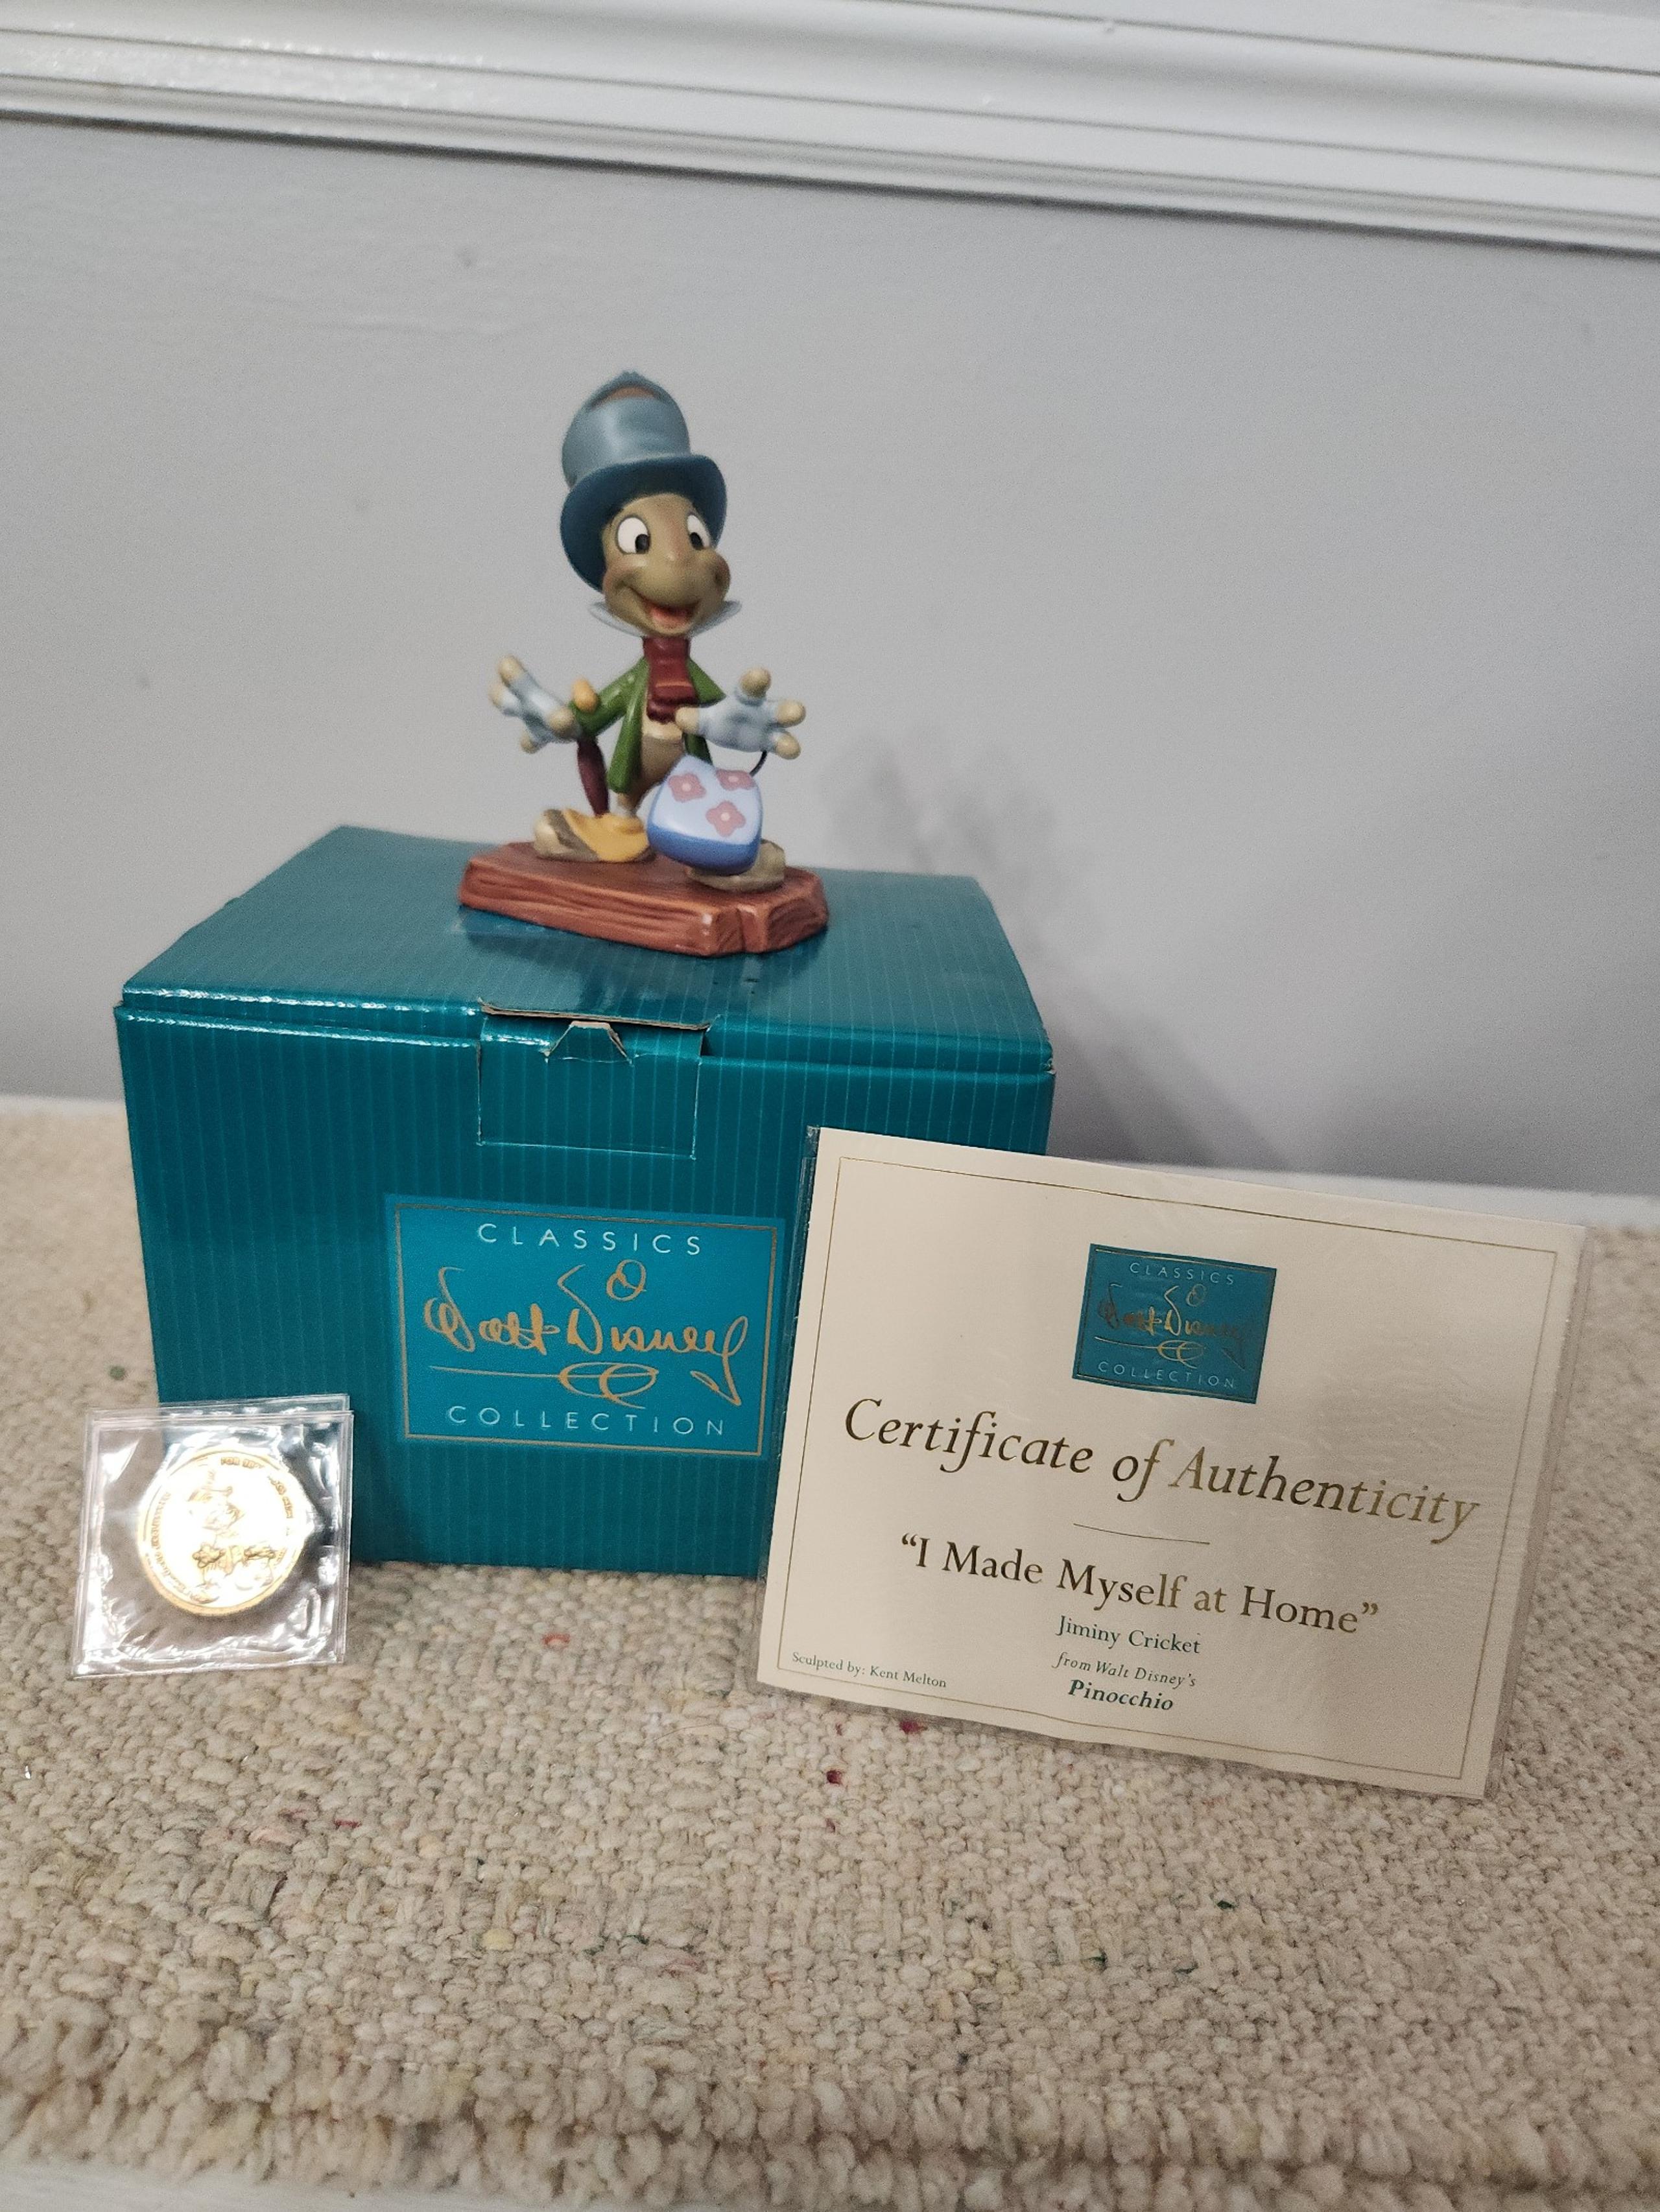 CLASSICS
Walt Disney
COLLECTION
CLASSICS
Walt Disney
COLLECTION
Certificate of Authenticity
“I Made Myself at Home”
Jiminy Cricket
from Walt Disney's
Pinocchio
Sculpted by: Kent Melton